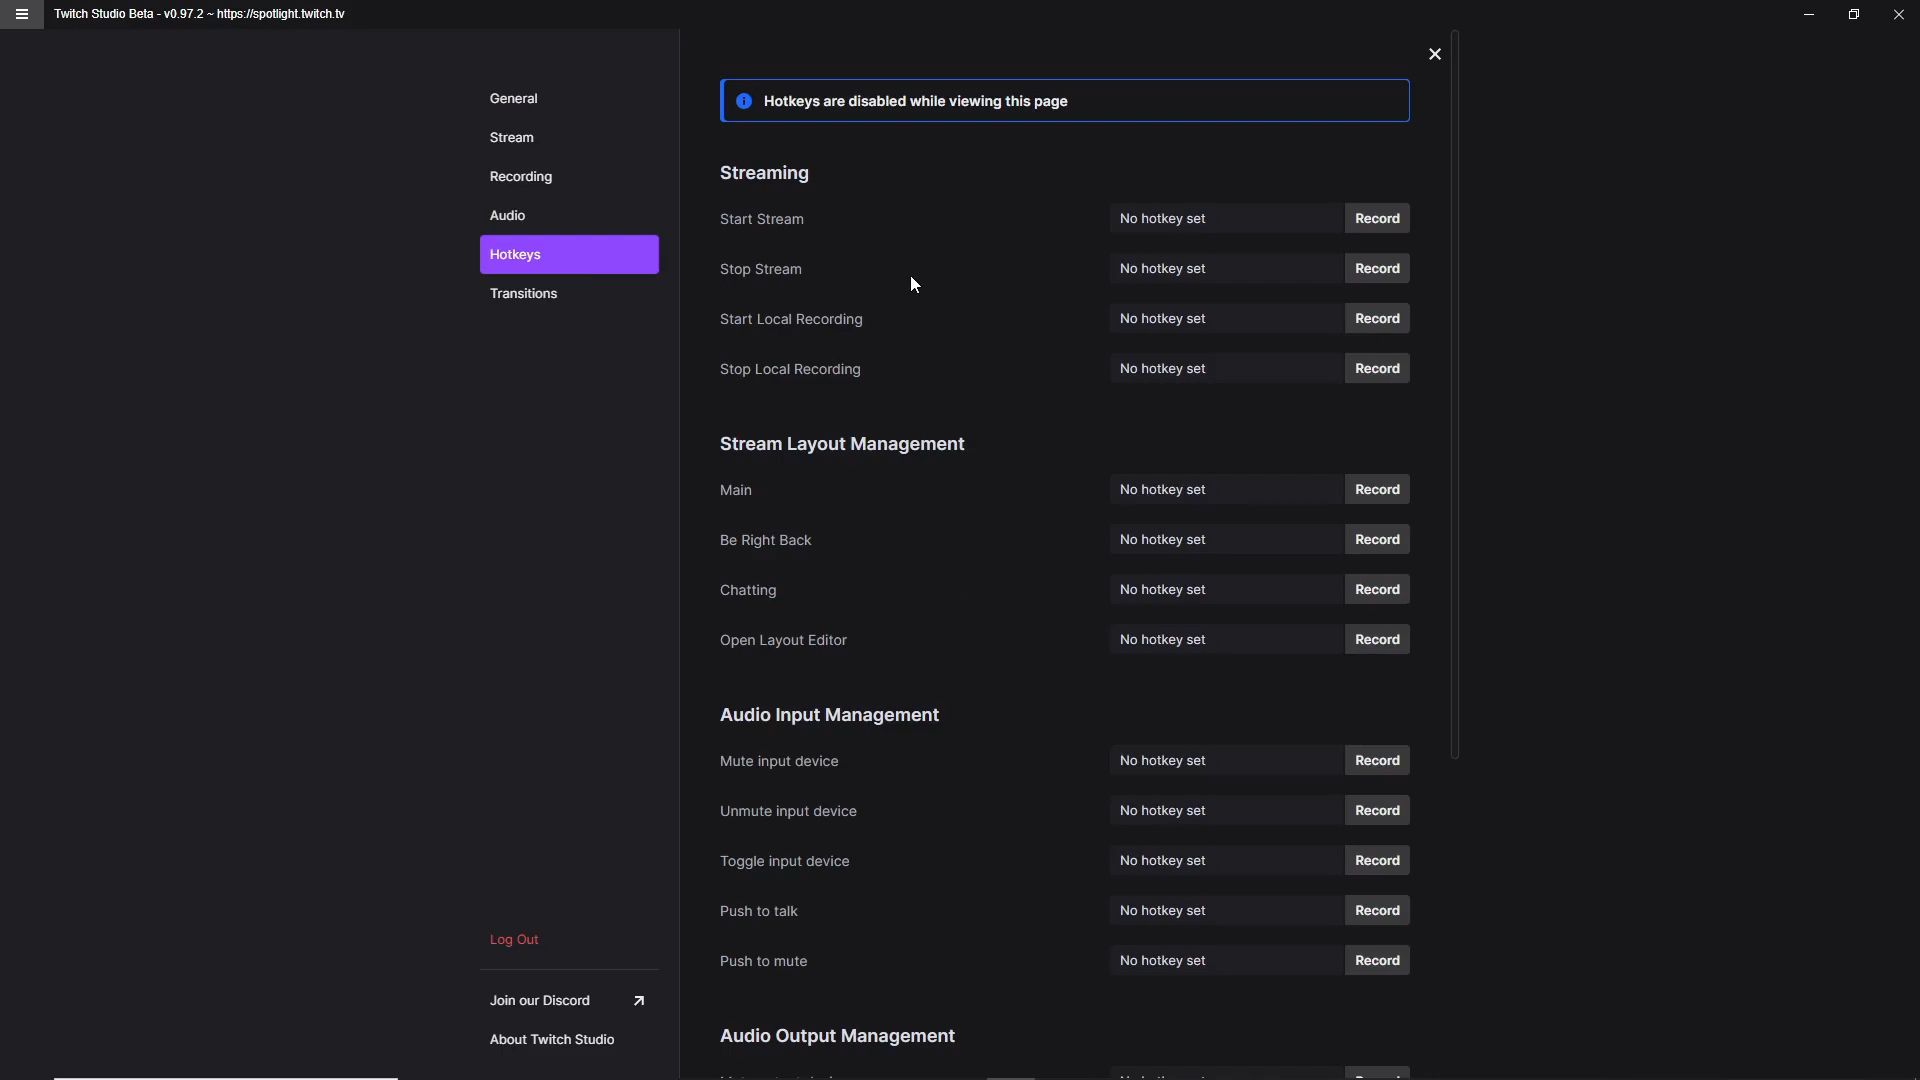 Twitch Studio Beta - v0.97.2 ~ https://spotlight.twitch.tv
General
Stream
Recording
Audio
Hotkeys
Transitions
Log Out
Join our Discord
About Twitch Studio
Hotkeys are disabled while viewing this page
Streaming
Start Stream No hotkey set Record
Stop Stream No hotkey set Record
Start Local Recording No hotkey set Record
Stop Local Recording No hotkey set Record
Stream Layout Management
Main No hotkey set Record
Be Right Back No hotkey set Record
Chatting No hotkey set Record
Open Layout Editor No hotkey set Record
Audio Input Management
Mute input device No hotkey set Record
Unmute input device No hotkey set Record
Toggle input device No hotkey set Record
Push to talk No hotkey set Record
Push to mute No hotkey set Record
Audio Output Management